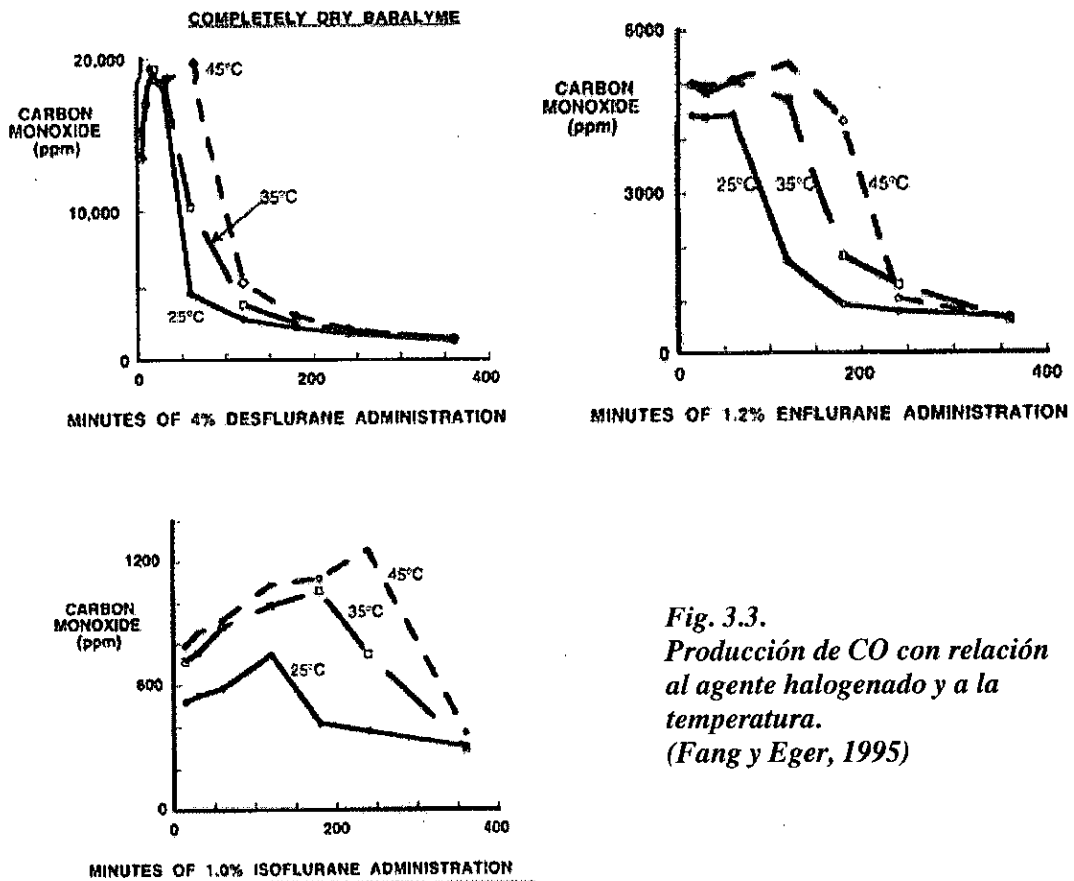 COMPLETELY DRY BARALYME
20,000
CARBON
MONOXIDE
(ppm)
10,000
0
45°C
35°C
25°C
0
200
400
MINUTES OF 4% DESFLURANE ADMINISTRATION
6000
CARBON
MONOXIDE
(ppm)
3000
0
25°C
35°C
45°C
0
200
400
MINUTES OF 1.2% ENFLURANE ADMINISTRATION
1200
CARBON
MONOXIDE
(ppm)
600
0
45°C
35°C
25°C
0
200
400
MINUTES OF 1.0% ISOFLURANE ADMINISTRATION
Fig. 3.3.
Producción de CO con relación
al agente halogenado y a la
temperatura.
(Fang y Eger, 1995)